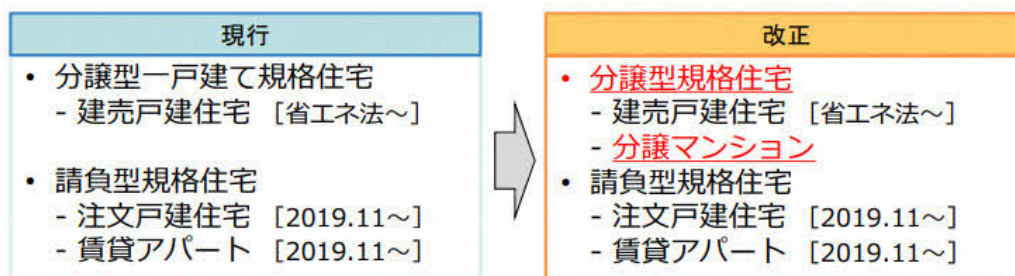 現行
• 分譲型一戸建て規格住宅
- 建売戸建住宅 [省エネ法～]
• 請負型規格住宅
- 注文戸建住宅 [2019.11～]
- 賃貸アパート [2019.11～]
改正
• 分譲型規格住宅
- 建売戸建住宅 [省エネ法～]
- 分譲マンション
• 請負型規格住宅
- 注文戸建住宅 [2019.11～]
- 賃貸アパート [2019.11～]